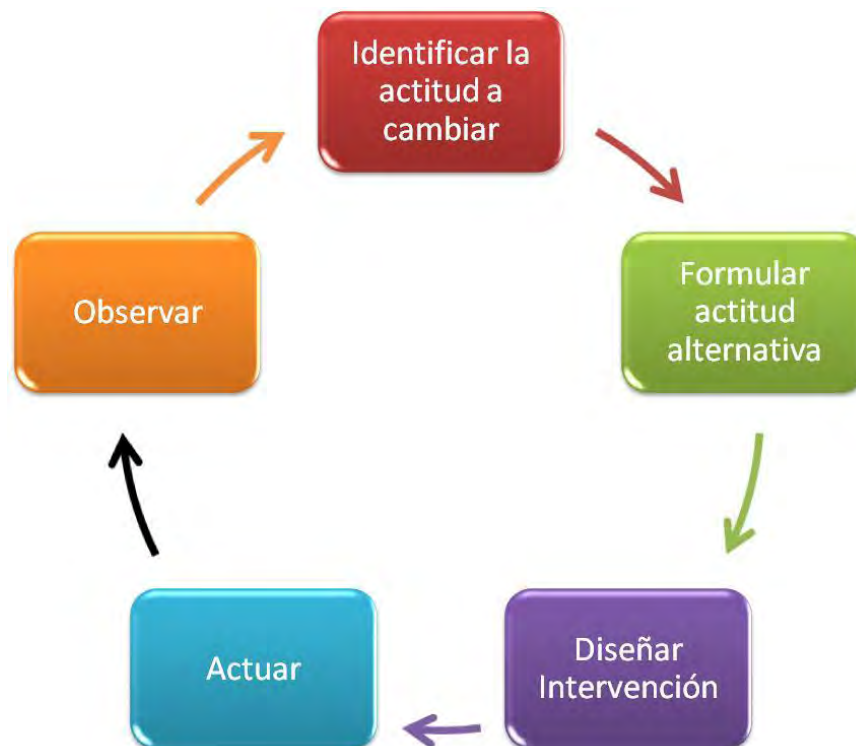 Identificar la
actitud a
cambiar
Formular
actitud
alternativa
Diseñar
Intervención
Actuar
Observar